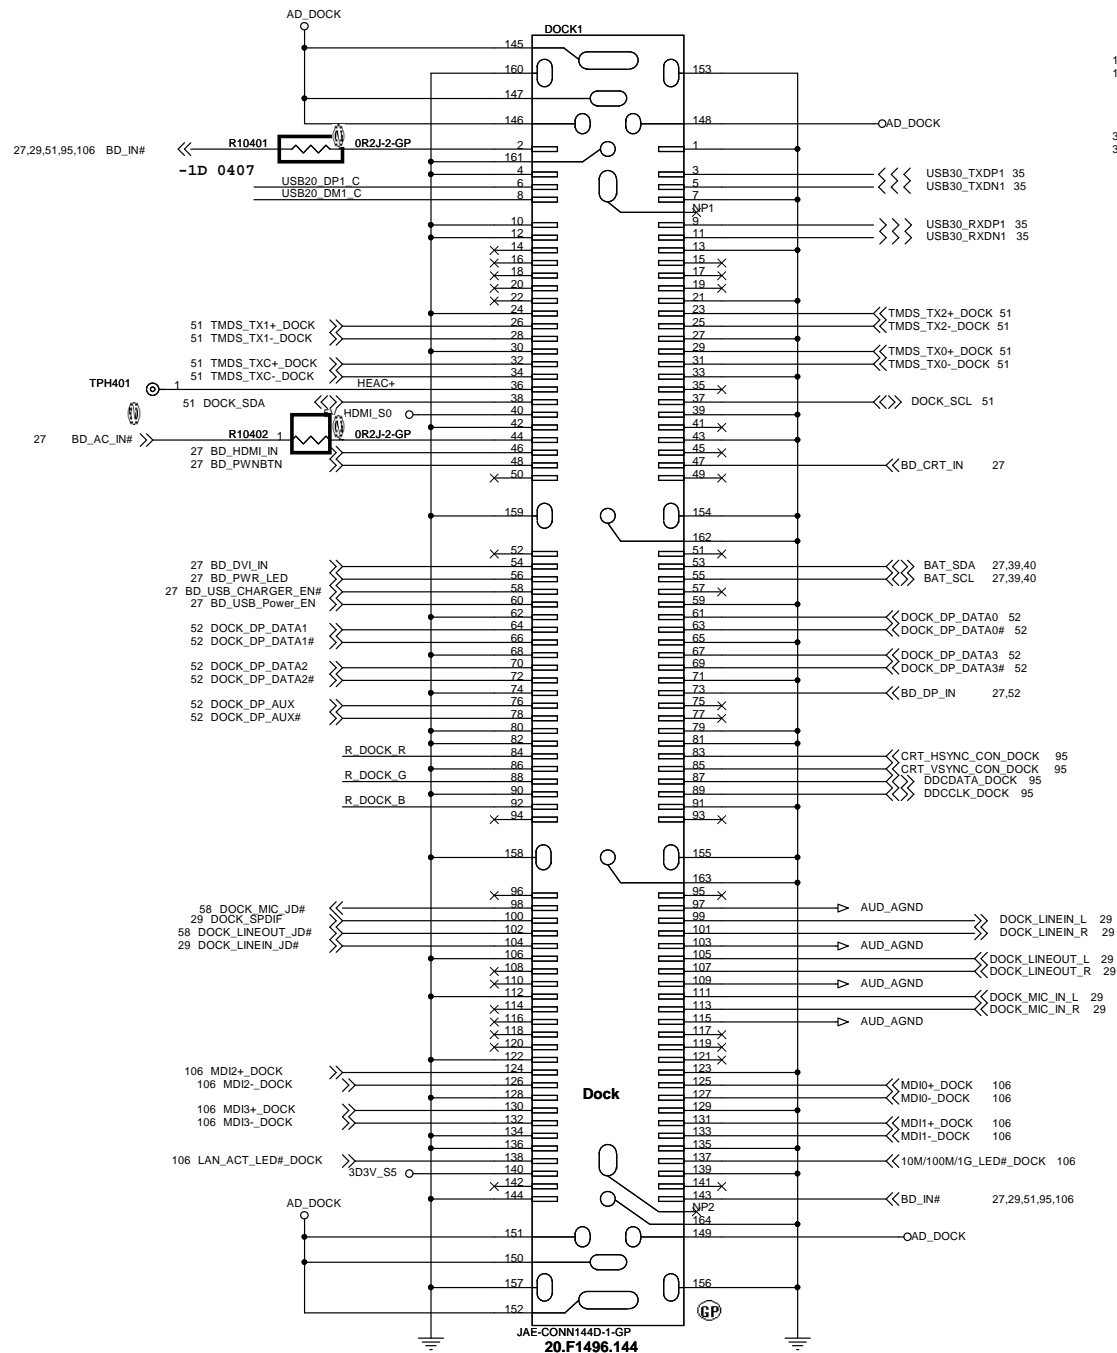 AD_DOCK
DOCK1
145
160 153
147
146 148 AD_DOCK
27,29,51,95,106 BD_IN# R10401 0R2J-2-GP 2 1
-1D 0407
161
4 3 USB30_TXDP1 35
USB20_DP1_C 6 5 USB30_TXDN1 35
USB20_DM1_C 8 7
NP1
10 9 USB30_RXDP1 35
12 11 USB30_RXDN1 35
14 13
16 15
18 17
20 19
22 21
24 23 TMDS_TX2+_DOCK 51
51 TMDS_TX1+_DOCK 26 25 TMDS_TX2-_DOCK 51
51 TMDS_TX1-_DOCK 28 27
30 29 TMDS_TX0+_DOCK 51
51 TMDS_TXC+_DOCK 32 31 TMDS_TX0-_DOCK 51
51 TMDS_TXC-_DOCK 34 33
TPH401 1 HEAC+ 36 35
51 DOCK_SDA 38 37 DOCK_SCL 51
HDMI_S0 40 39
42 41
27 BD_AC_IN# R10402 1 0R2J-2-GP 44 43
27 BD_HDMI_IN 46 45
27 BD_PWNBTN 48 47 BD_CRT_IN 27
50 49
159 154
162
52 51
27 BD_DVI_IN 54 53 BAT_SDA 27,39,40
27 BD_PWR_LED 56 55 BAT_SCL 27,39,40
27 BD_USB_CHARGER_EN# 58 57
27 BD_USB_Power_EN 60 59
62 61 DOCK_DP_DATA0 52
52 DOCK_DP_DATA1 64 63 DOCK_DP_DATA0# 52
52 DOCK_DP_DATA1# 66 65
68 67 DOCK_DP_DATA3 52
52 DOCK_DP_DATA2 70 69 DOCK_DP_DATA3# 52
52 DOCK_DP_DATA2# 72 71
74 73 BD_DP_IN 27,52
52 DOCK_DP_AUX 76 75
52 DOCK_DP_AUX# 78 77
80 79
82 81
R_DOCK_R 84 83 CRT_HSYNC_CON_DOCK 95
86 85 CRT_VSYNC_CON_DOCK 95
R_DOCK_G 88 87 DDCDATA_DOCK 95
90 89 DDCCLK_DOCK 95
R_DOCK_B 92 91
94 93
158 155
163
96 95
58 DOCK_MIC_JD# 98 97 AUD_AGND
29 DOCK_SPDIF 100 99 DOCK_LINEIN_L 29
58 DOCK_LINEOUT_JD# 102 101 DOCK_LINEIN_R 29
29 DOCK_LINEIN_JD# 104 103 AUD_AGND
106 105 DOCK_LINEOUT_L 29
108 107 DOCK_LINEOUT_R 29
110 109 AUD_AGND
112 111 DOCK_MIC_IN_L 29
114 113 DOCK_MIC_IN_R 29
116 115 AUD_AGND
118 117
120 119
122 121
106 MDI2+_DOCK 124 123
106 MDI2-_DOCK 126 125 MDI0+_DOCK 106
128 Dock 127 MDI0-_DOCK 106
106 MDI3+_DOCK 130 129
106 MDI3-_DOCK 132 131 MDI1+_DOCK 106
134 133 MDI1-_DOCK 106
136 135
106 LAN_ACT_LED#_DOCK 138 137 10M/100M/1G_LED#_DOCK 106
3D3V_S5 140 139
142 141
144 143 BD_IN# 27,29,51,95,106
AD_DOCK NP2
164
151 149 AD_DOCK
150
157 156
152 GP
JAE-CONN144D-1-GP
20.F1496.144